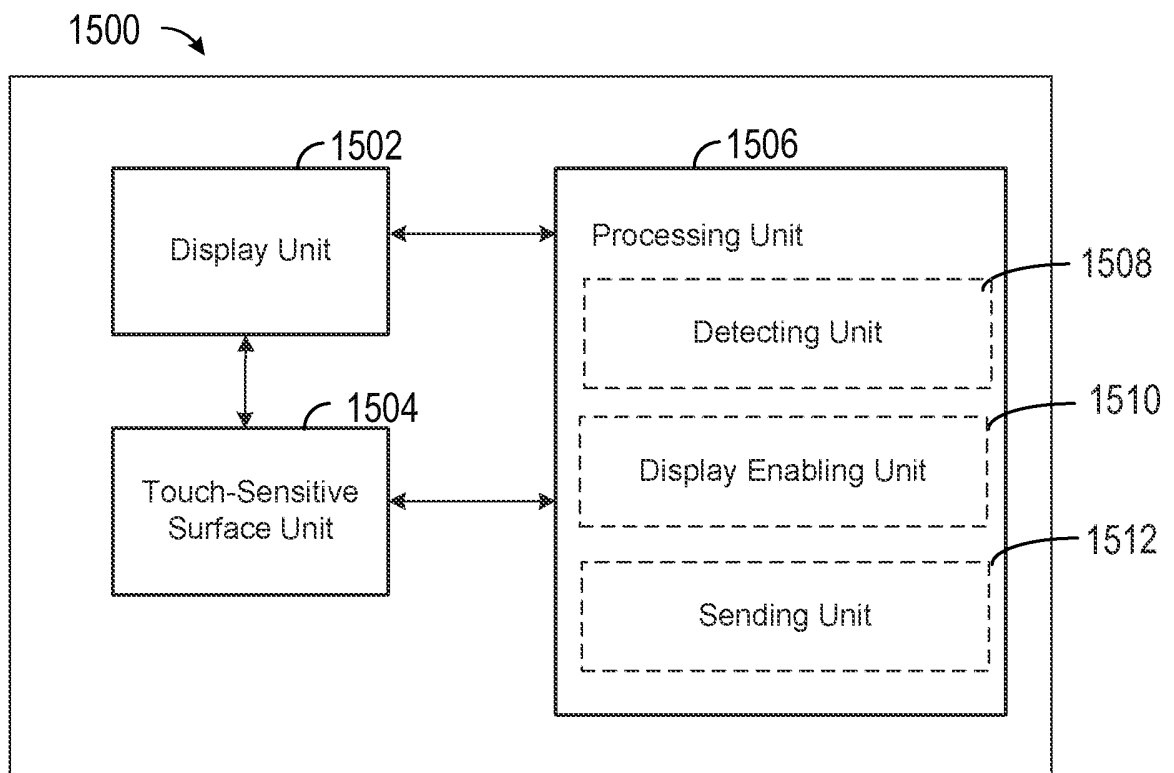 1500
1502
Display Unit
1504
Touch-Sensitive
Surface Unit
1506
Processing Unit
1508
Detecting Unit
1510
Display Enabling Unit
1512
Sending Unit